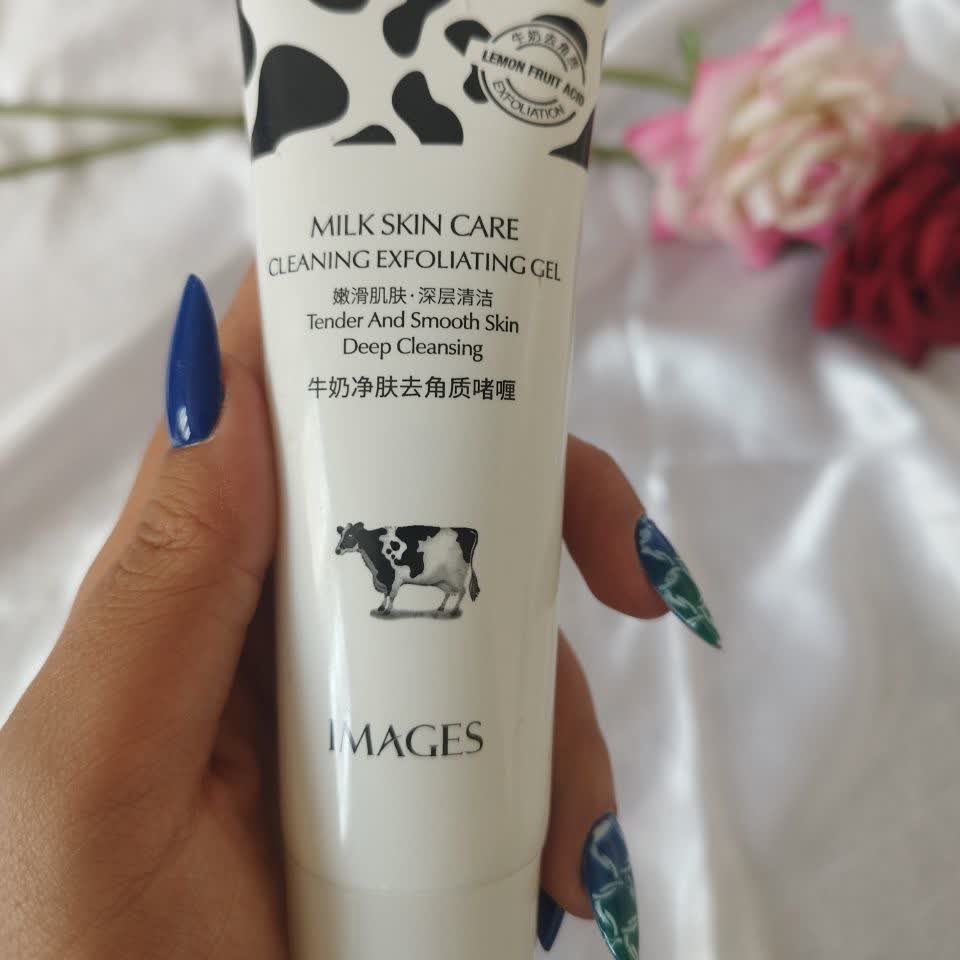 牛奶去角质
LEMON FRUIT ACID
EXFOLIATION
MILK SKIN CARE
CLEANING EXFOLIATING GEL
嫩滑肌肤·深层清洁
Tender And Smooth Skin
Deep Cleansing
牛奶净肤去角质啫喱
IMAGES